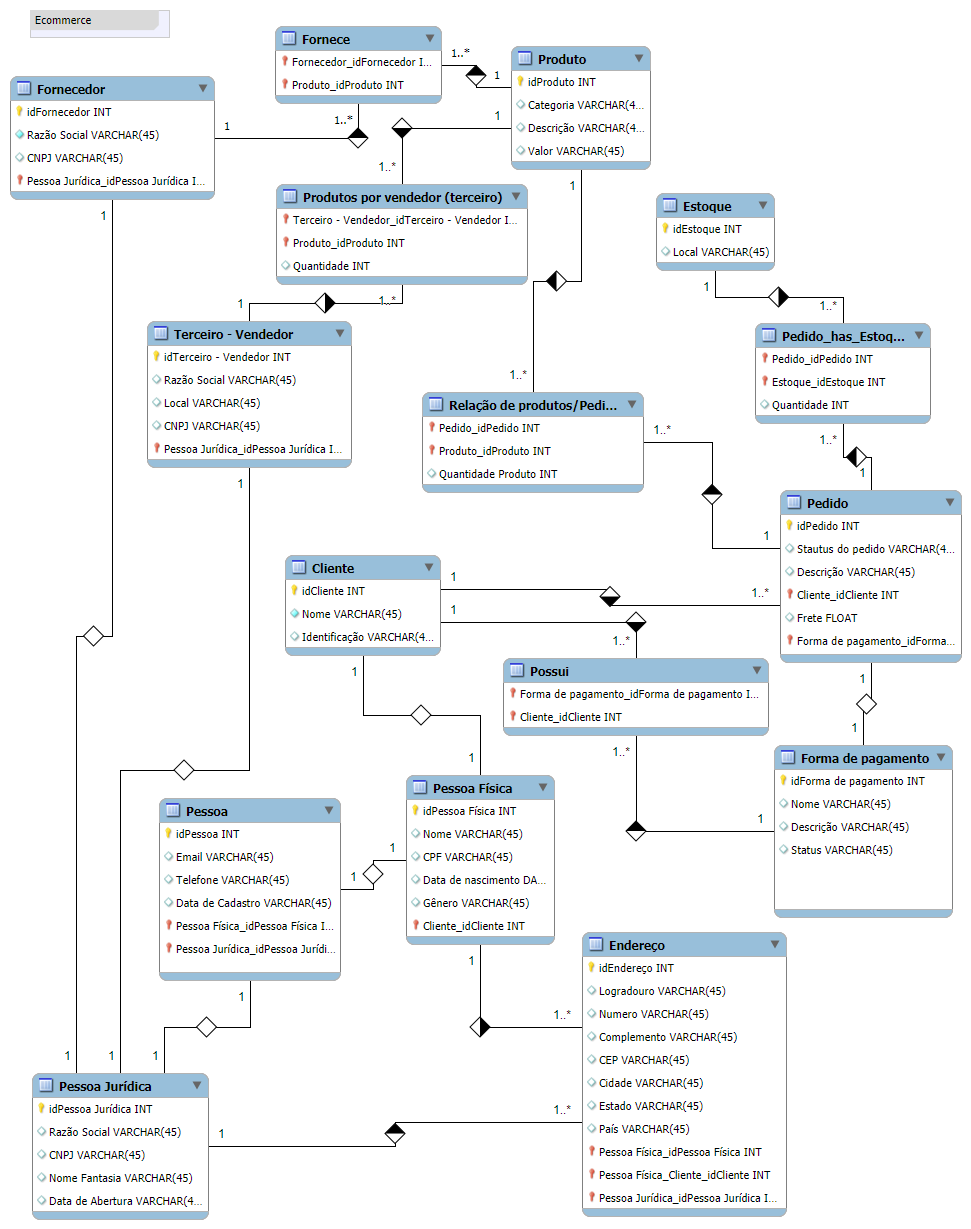 Ecommerce
Fornece
Fornecedor_idFornecedor I...
Produto_idProduto INT
1..*
1
1..*
Produto
idProduto INT
Categoria VARCHAR(4...
Descrição VARCHAR(4...
Valor VARCHAR(45)
1
1
Fornecedor
idFornecedor INT
Razão Social VARCHAR(45)
CNPJ VARCHAR(45)
Pessoa Jurídica_idPessoa Jurídica I...
1
1
1..*
Produtos por vendedor (terceiro)
Terceiro - Vendedor_idTerceiro - Vendedor I...
Produto_idProduto INT
Quantidade INT
1..*
1
Estoque
idEstoque INT
Local VARCHAR(45)
1
1..*
Terceiro - Vendedor
idTerceiro - Vendedor INT
Razão Social VARCHAR(45)
Local VARCHAR(45)
CNPJ VARCHAR(45)
Pessoa Jurídica_idPessoa Jurídica I...
1
Pedido_has_Estoq...
Pedido_idPedido INT
Estoque_idEstoque INT
Quantidade INT
1..*
1
1..*
Relação de produtos/Pedi...
Pedido_idPedido INT
Produto_idProduto INT
Quantidade Produto INT
1..*
1
Pedido
idPedido INT
Stautus do pedido VARCHAR(4...
Descrição VARCHAR(45)
Cliente_idCliente INT
Frete FLOAT
Forma de pagamento_idForma...
1
1
Cliente
idCliente INT
Nome VARCHAR(45)
Identificação VARCHAR(4...
1
1..*
1
1..*
1
1
Possui
Forma de pagamento_idForma de pagamento I...
Cliente_idCliente INT
1..*
1
Forma de pagamento
idForma de pagamento INT
Nome VARCHAR(45)
Descrição VARCHAR(45)
Status VARCHAR(45)
Pessoa Física
idPessoa Física INT
Nome VARCHAR(45)
CPF VARCHAR(45)
Data de nascimento DA...
Gênero VARCHAR(45)
Cliente_idCliente INT
1
1
1
1..*
Pessoa
idPessoa INT
Email VARCHAR(45)
Telefone VARCHAR(45)
Data de Cadastro VARCHAR(45)
Pessoa Física_idPessoa Física I...
Pessoa Jurídica_idPessoa Jurídi...
1
1
1
1
Endereço
idEndereço INT
Logradouro VARCHAR(45)
Numero VARCHAR(45)
Complemento VARCHAR(45)
CEP VARCHAR(45)
Cidade VARCHAR(45)
Estado VARCHAR(45)
País VARCHAR(45)
Pessoa Física_idPessoa Física INT
Pessoa Física_Cliente_idCliente INT
Pessoa Jurídica_idPessoa Jurídica I...
Pessoa Jurídica
idPessoa Jurídica INT
Razão Social VARCHAR(45)
CNPJ VARCHAR(45)
Nome Fantasia VARCHAR(45)
Data de Abertura VARCHAR(4...
1
1..*